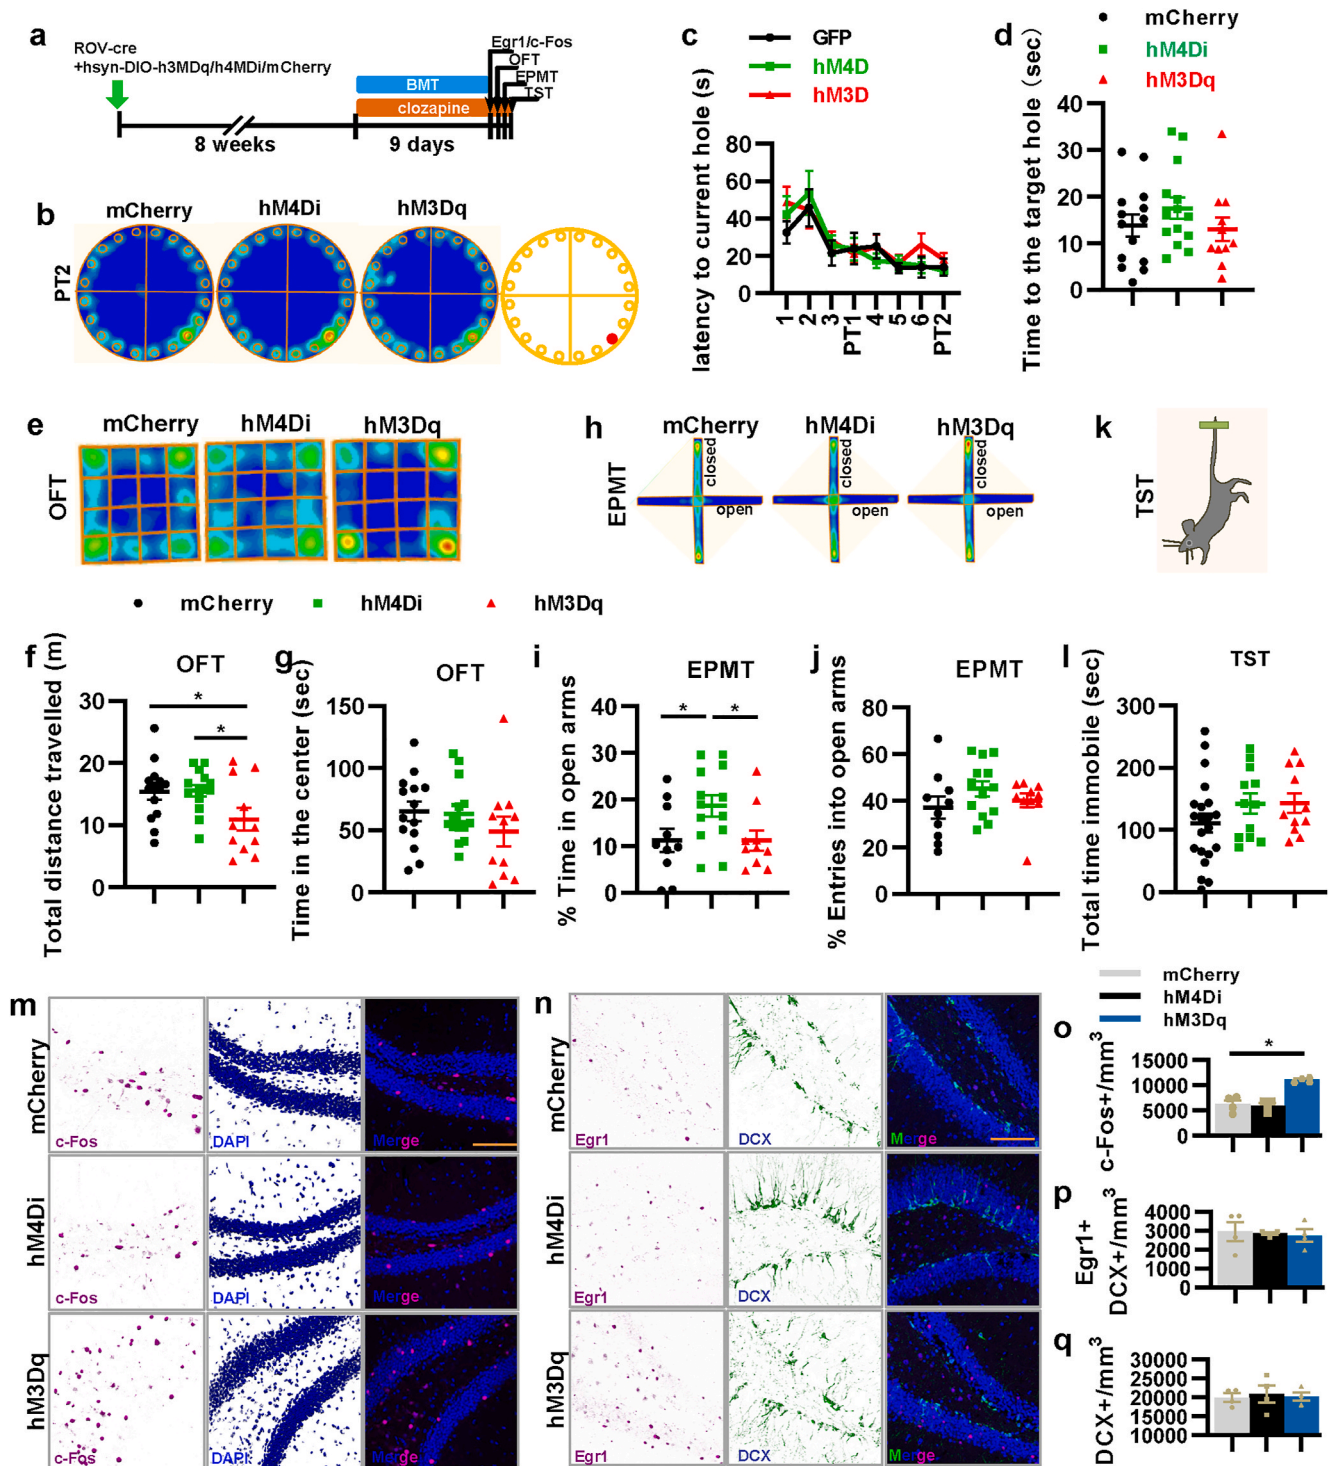 a
ROV-cre
+hsyn-DIO-h3MDq/h4MDi/mCherry
Egr1/c-Fos
OFT
EPMT
TST
BMT
clozapine
8 weeks
9 days
b
mCherry hM4Di hM3Dq
PT2
c
GFP
hM4D
hM3D
latency to current hole (s)
80
60
40
20
0
1 2 3 PT1 4 5 6 PT2
d
mCherry
hM4Di
hM3Dq
Time to the target hole (sec)
40
30
20
10
0
e
mCherry hM4Di hM3Dq
OFT
h
mCherry hM4Di hM3Dq
EPMT
closed closed closed
open open open
k
TST
mCherry hM4Di hM3Dq
f
OFT
Total distance travelled (m)
30
20
10
0
* *
g
OFT
Time in the center (sec)
150
100
50
0
i
EPMT
% Time in open arms
40
30
20
10
0
* *
j
EPMT
% Entries into open arms
80
60
40
20
0
l
TST
Total time immobile (sec)
300
200
100
0
m
mCherry
c-Fos DAPI Merge
hM4Di
c-Fos DAPI Merge
hM3Dq
c-Fos DAPI Merge
n
mCherry
Egr1 DCX Merge
hM4Di
Egr1 DCX Merge
hM3Dq
Egr1 DCX Merge
mCherry
hM4Di
hM3Dq
o
c-Fos+/mm³
15000
10000
5000
0
*
p
Egr1+
DCX+/mm³
4000
3000
2000
1000
0
q
DCX+/mm³
30000
25000
20000
15000
10000